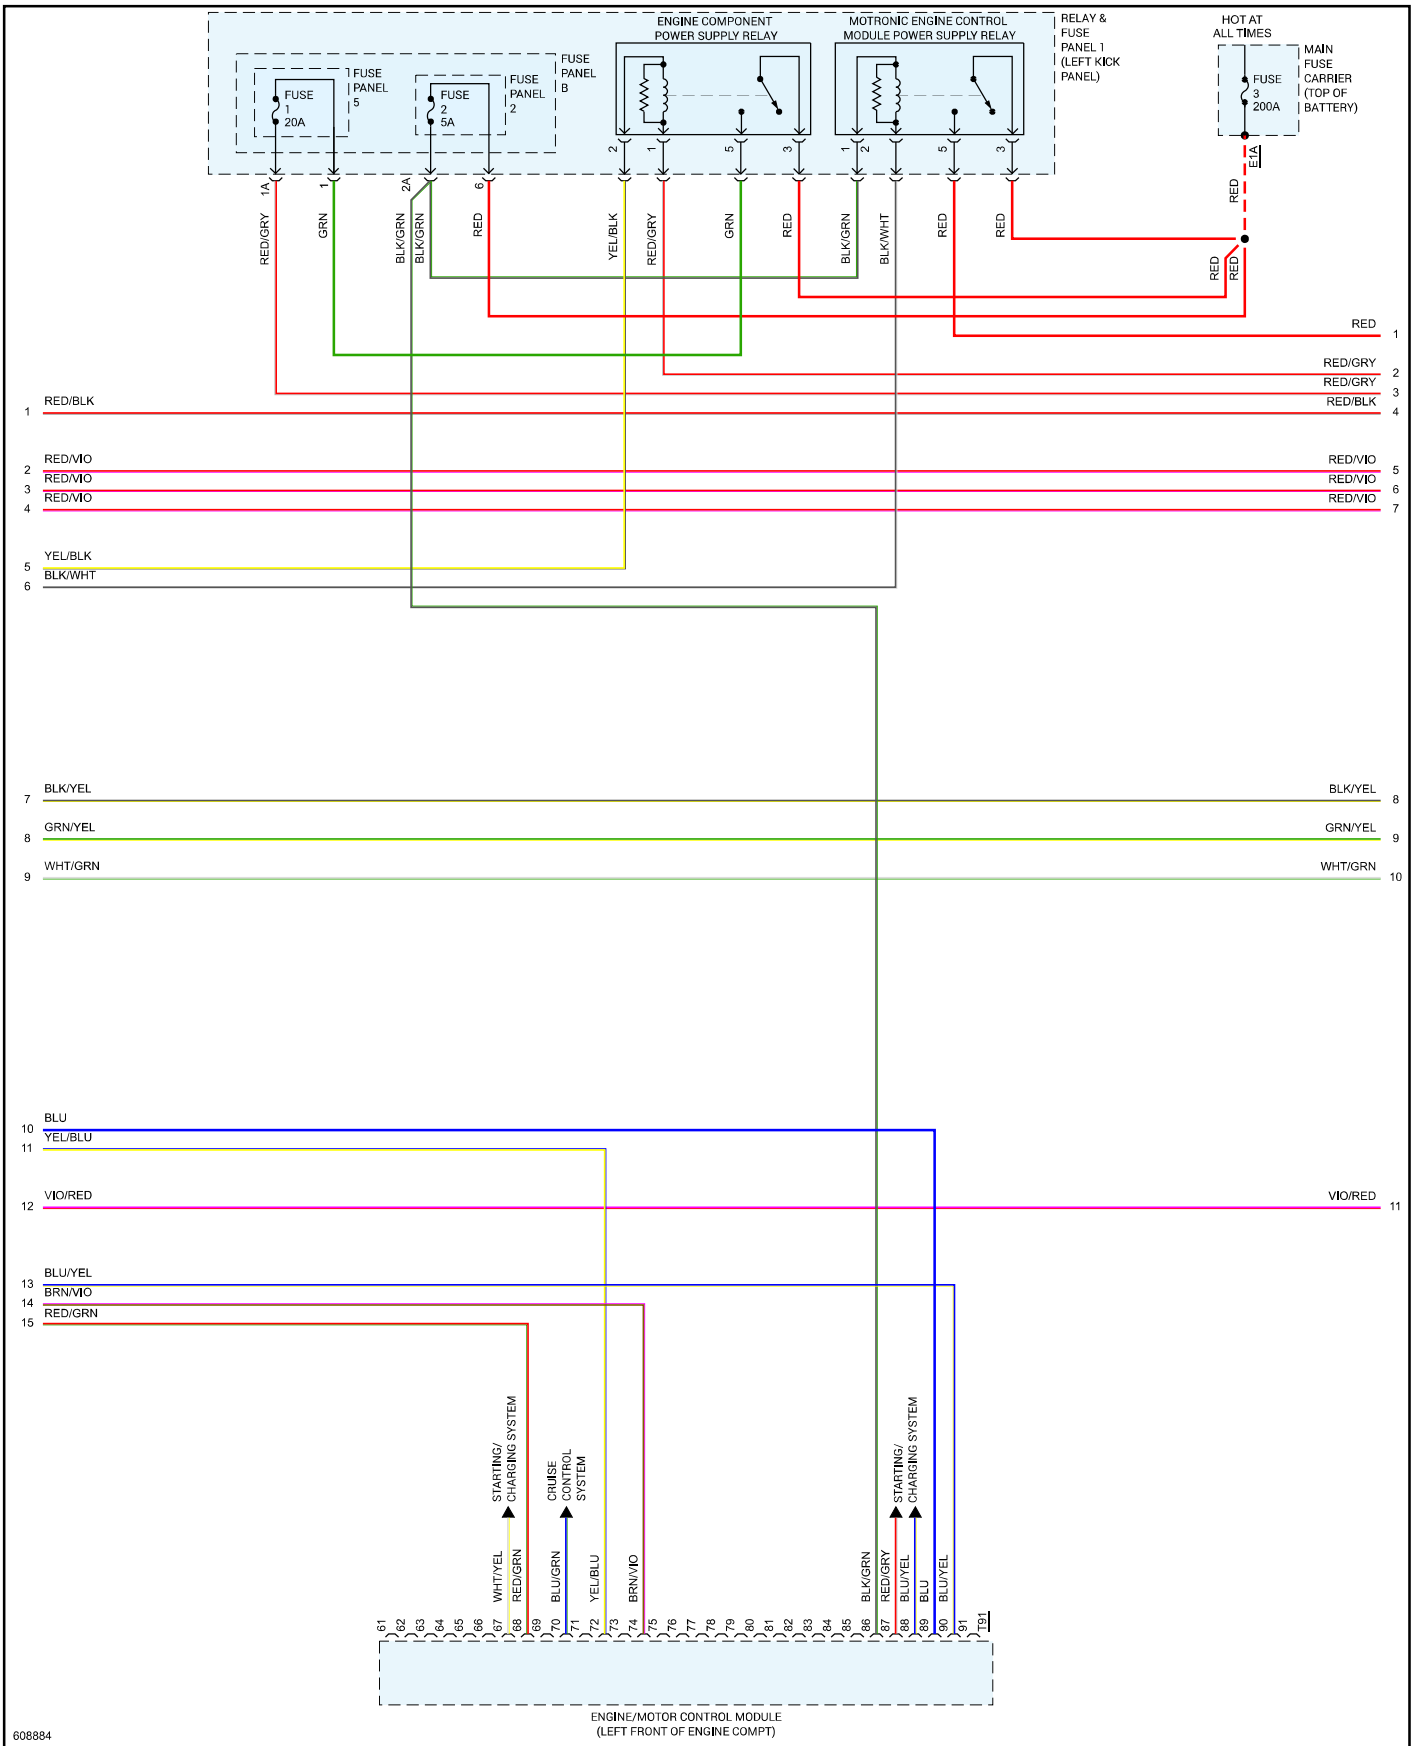 ENGINE COMPONENT
POWER SUPPLY RELAY
MOTRONIC ENGINE CONTROL
MODULE POWER SUPPLY RELAY
RELAY &
FUSE
PANEL 1
(LEFT KICK
PANEL)
HOT AT
ALL TIMES
MAIN
FUSE
CARRIER
(TOP OF
BATTERY)
FUSE
3
200A
FUSE
PANEL
B
FUSE
PANEL
5
FUSE
1
20A
FUSE
PANEL
2
FUSE
2
5A
1A
1
2A
6
2
1
5
3
1
2
5
3
E1A
RED/GRY
GRN
BLK/GRN
BLK/GRN
RED
YEL/BLK
RED/GRY
GRN
RED
BLK/GRN
BLK/WHT
RED
RED
RED
RED
RED
RED 1
RED/GRY 2
RED/GRY 3
1 RED/BLK
RED/BLK 4
2 RED/VIO
RED/VIO 5
3 RED/VIO
RED/VIO 6
4 RED/VIO
RED/VIO 7
5 YEL/BLK
6 BLK/WHT
7 BLK/YEL
BLK/YEL 8
8 GRN/YEL
GRN/YEL 9
9 WHT/GRN
WHT/GRN 10
10 BLU
11 YEL/BLU
12 VIO/RED
VIO/RED 11
13 BLU/YEL
14 BRN/VIO
15 RED/GRN
STARTING/
CHARGING SYSTEM
CRUISE
CONTROL
SYSTEM
STARTING/
CHARGING SYSTEM
WHT/YEL
RED/GRN
BLU/GRN
YEL/BLU
BRN/VIO
BLK/GRN
RED/GRY
BLU/YEL
BLU
BLU/YEL
61 62 63 64 65 66 67 68 69 70 71 72 73 74 75 76 77 78 79 80 81 82 83 84 85 86 87 88 89 90 91 T91
ENGINE/MOTOR CONTROL MODULE
(LEFT FRONT OF ENGINE COMPT)
608884